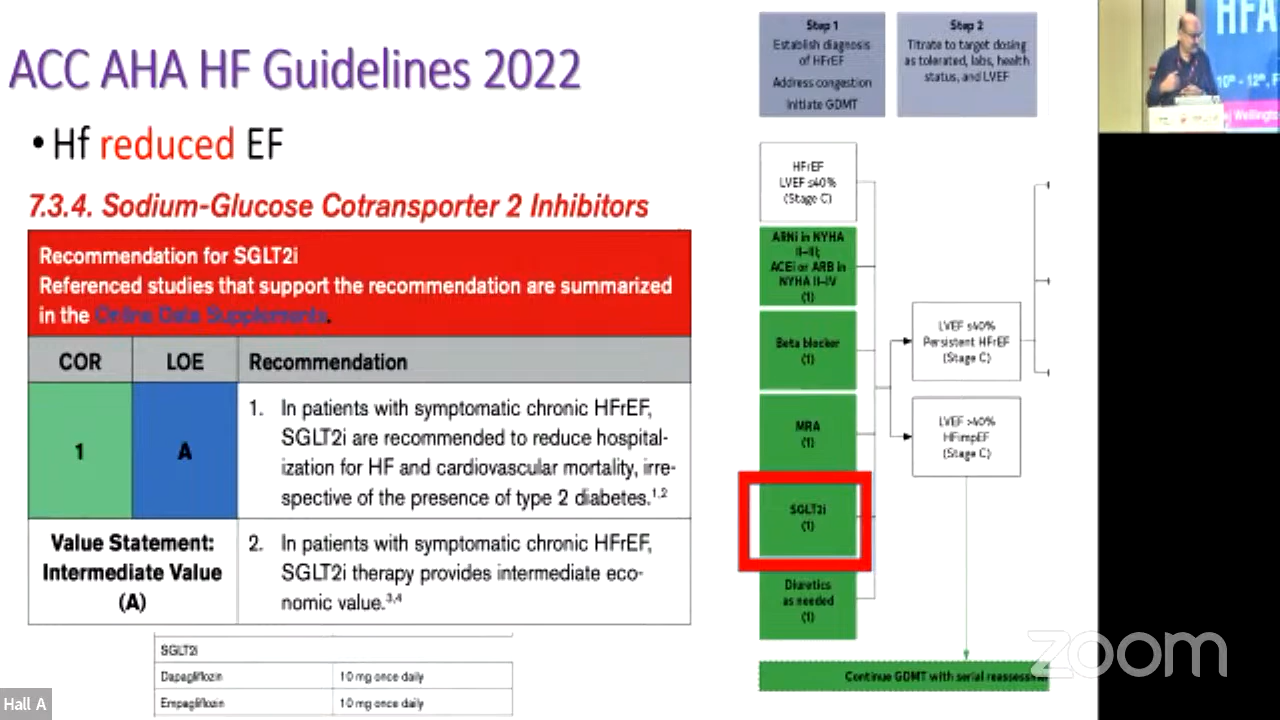 ACC AHA HF Guidelines 2022
• Hf reduced EF
7.3.4. Sodium-Glucose Cotransporter 2 Inhibitors
Recommendation for SGLT2i
Referenced studies that support the recommendation are summarized
in the Online Data Supplements.
COR LOE Recommendation
1 A
1. In patients with symptomatic chronic HFrEF,
SGLT2i are recommended to reduce hospital-
ization for HF and cardiovascular mortality, irre-
spective of the presence of type 2 diabetes.1,2
Value Statement:
Intermediate Value
(A)
2. In patients with symptomatic chronic HFrEF,
SGLT2i therapy provides intermediate eco-
nomic value.3,4
SGLT2i
Dapagliflozin 10 mg once daily
Empagliflozin 10 mg once daily
Step 1
Establish diagnosis
of HFrEF
Address congestion
Initiate GDMT
Step 2
Titrate to target dosing
as tolerated, labs, health
status, and LVEF
HFrEF
LVEF ≤40%
(Stage C)
ARNi in NYHA
II–III;
ACEi or ARB in
NYHA II–IV
(1)
Beta blocker
(1)
MRA
(1)
SGLT2i
(1)
Diuretics
as needed
(1)
LVEF ≤40%
Persistent HFrEF
(Stage C)
LVEF >40%
HFimpEF
(Stage C)
Continue GDMT with serial reassessm
HFA
10th - 12th, F
Wellington
zoom
Hall A